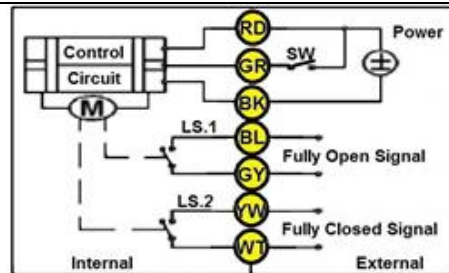 RD
Control
Power
GR
SW
Circuit
BK
M
LS.1
BL
Fully Open Signal
GY
LS.2
YW
Fully Closed Signal
WT
Internal
External